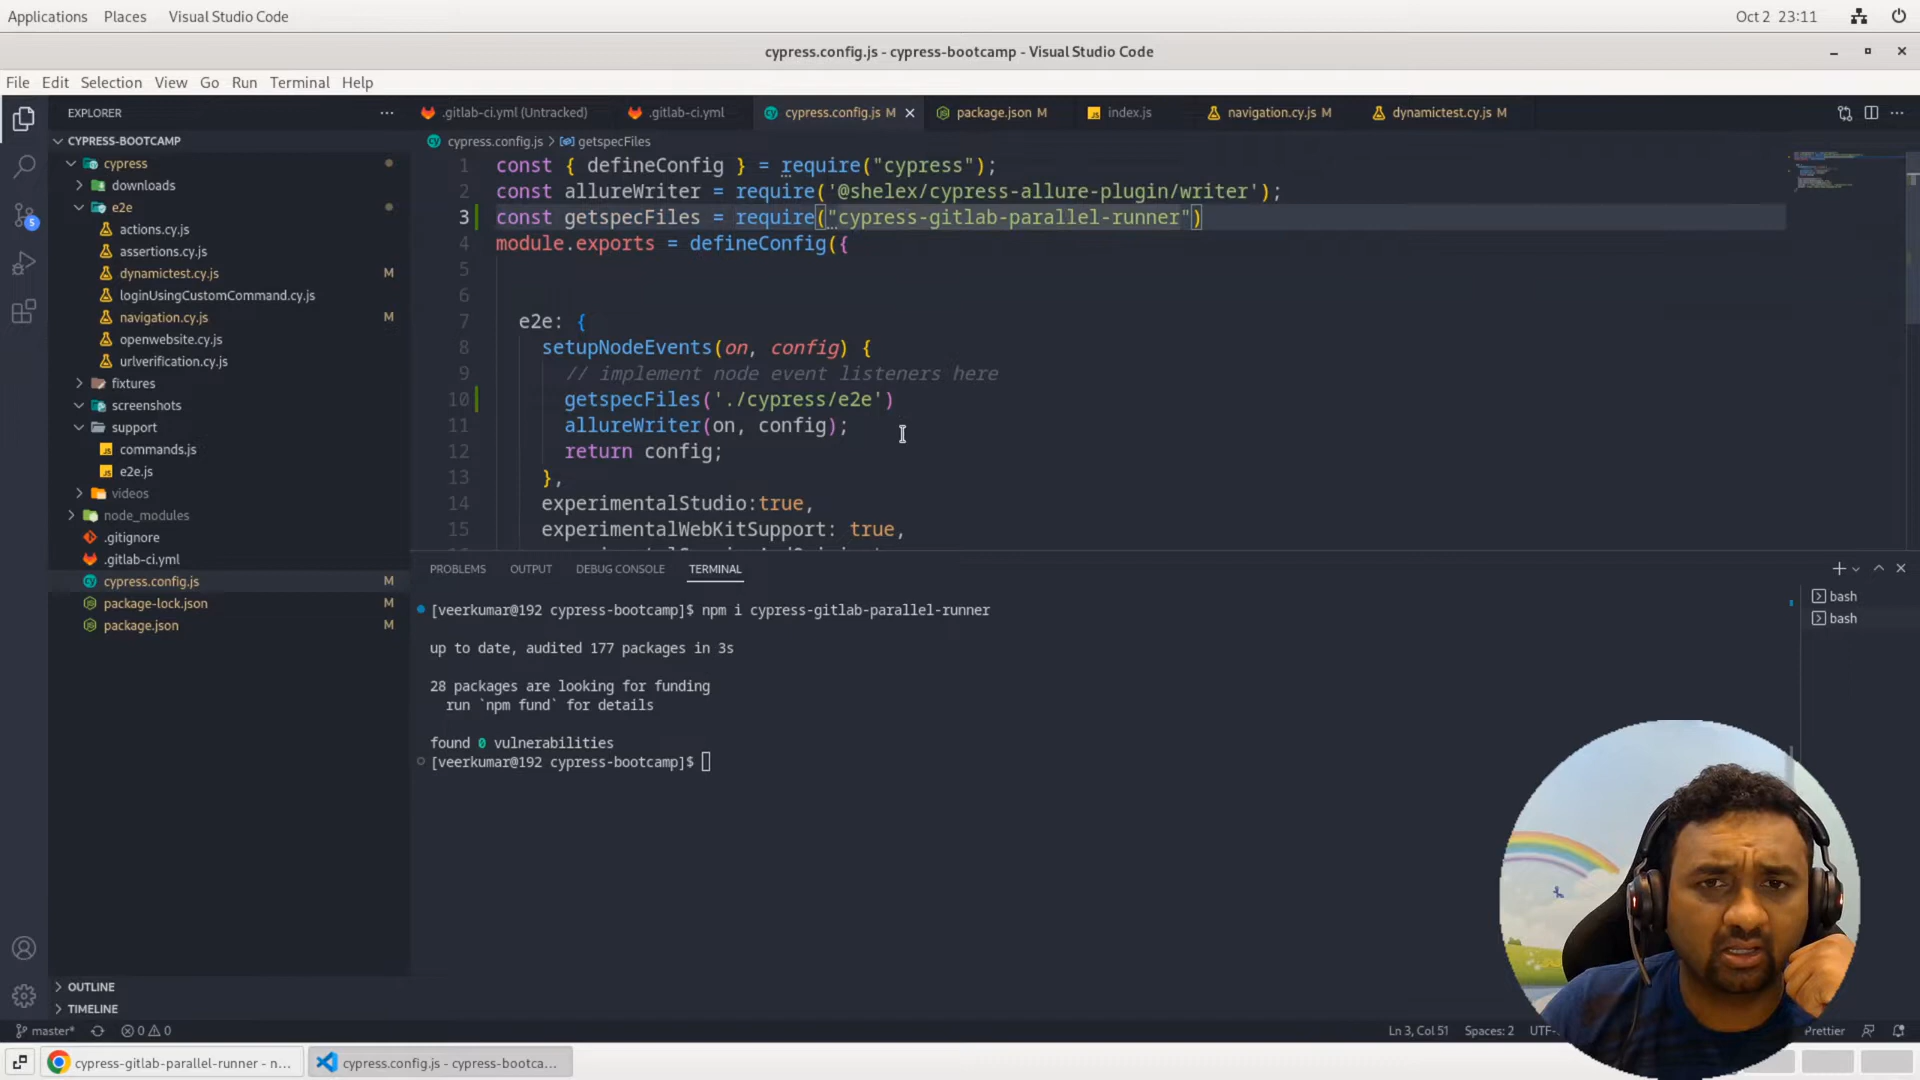 Applications Places Visual Studio Code Oct 2 23:11
cypress.config.js - cypress-bootcamp - Visual Studio Code
File Edit Selection View Go Run Terminal Help
EXPLORER
.gitlab-ci.yml (Untracked) .gitlab-ci.yml cypress.config.js M package.json M index.js navigation.cy.js M dynamictest.cy.js M
cypress.config.js > getspecFiles
CYPRESS-BOOTCAMP
cypress
downloads
e2e
actions.cy.js
assertions.cy.js
dynamictest.cy.js M
loginUsingCustomCommand.cy.js
navigation.cy.js M
openwebsite.cy.js
urlverification.cy.js
fixtures
screenshots
support
commands.js
e2e.js
videos
node_modules
.gitignore
.gitlab-ci.yml
cypress.config.js M
package-lock.json M
package.json M
OUTLINE
TIMELINE
5
1 const { defineConfig } = require("cypress");
2 const allureWriter = require('@shelex/cypress-allure-plugin/writer');
3 const getspecFiles = require("cypress-gitlab-parallel-runner")
4 module.exports = defineConfig({
5
6
7 e2e: {
8 setupNodeEvents(on, config) {
9 // implement node event listeners here
10 getspecFiles('./cypress/e2e')
11 allureWriter(on, config);
12 return config;
13 },
14 experimentalStudio:true,
15 experimentalWebKitSupport: true,
PROBLEMS OUTPUT DEBUG CONSOLE TERMINAL
[veerkumar@192 cypress-bootcamp]$ npm i cypress-gitlab-parallel-runner
up to date, audited 177 packages in 3s
28 packages are looking for funding
run `npm fund` for details
found 0 vulnerabilities
[veerkumar@192 cypress-bootcamp]$
bash
bash
master* 0 0 Ln 3, Col 51 Spaces: 2 UTF- Prettier
cypress-gitlab-parallel-runner - n... cypress.config.js - cypress-bootca...